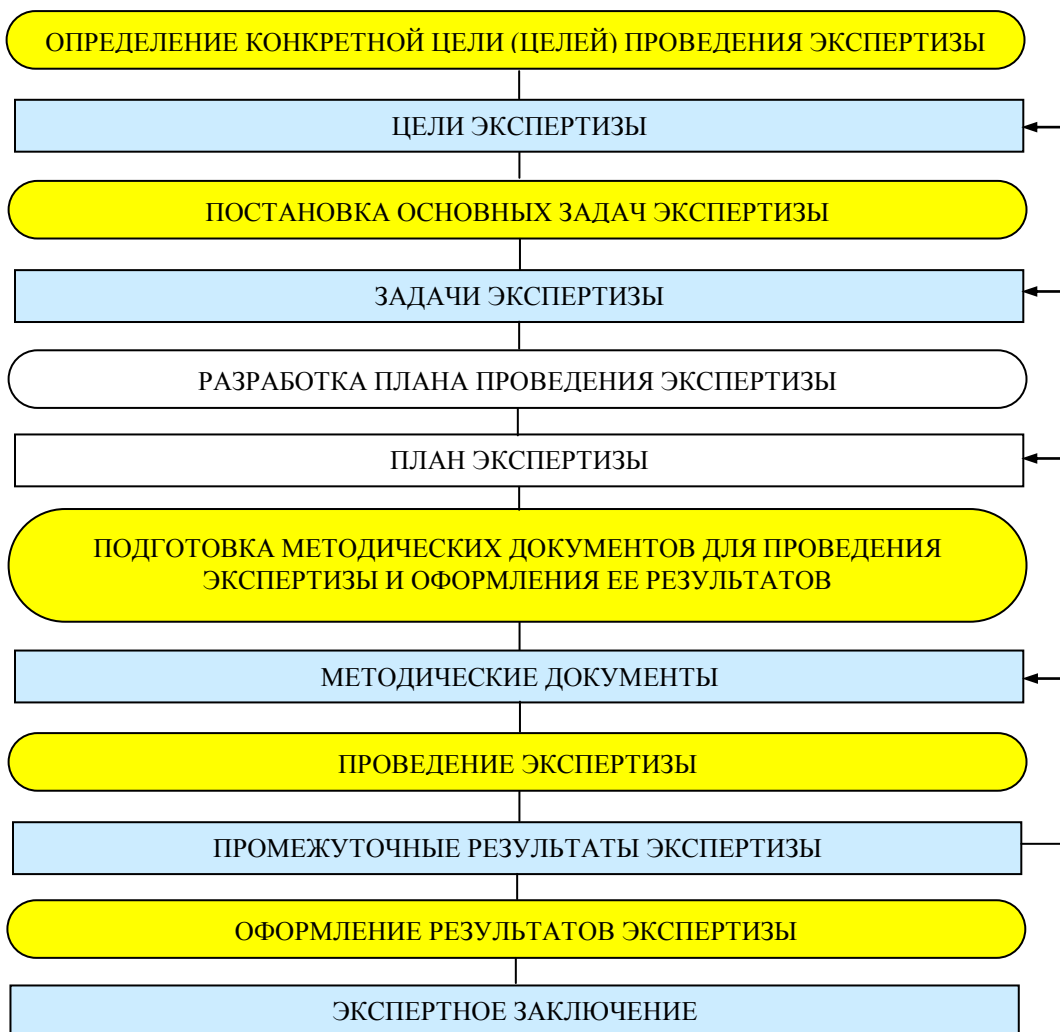 ОПРЕДЕЛЕНИЕ КОНКРЕТНОЙ ЦЕЛИ (ЦЕЛЕЙ) ПРОВЕДЕНИЯ ЭКСПЕРТИЗЫ
ЦЕЛИ ЭКСПЕРТИЗЫ
ПОСТАНОВКА ОСНОВНЫХ ЗАДАЧ ЭКСПЕРТИЗЫ
ЗАДАЧИ ЭКСПЕРТИЗЫ
РАЗРАБОТКА ПЛАНА ПРОВЕДЕНИЯ ЭКСПЕРТИЗЫ
ПЛАН ЭКСПЕРТИЗЫ
ПОДГОТОВКА МЕТОДИЧЕСКИХ ДОКУМЕНТОВ ДЛЯ ПРОВЕДЕНИЯ
ЭКСПЕРТИЗЫ И ОФОРМЛЕНИЯ ЕЕ РЕЗУЛЬТАТОВ
МЕТОДИЧЕСКИЕ ДОКУМЕНТЫ
ПРОВЕДЕНИЕ ЭКСПЕРТИЗЫ
ПРОМЕЖУТОЧНЫЕ РЕЗУЛЬТАТЫ ЭКСПЕРТИЗЫ
ОФОРМЛЕНИЕ РЕЗУЛЬТАТОВ ЭКСПЕРТИЗЫ
ЭКСПЕРТНОЕ ЗАКЛЮЧЕНИЕ